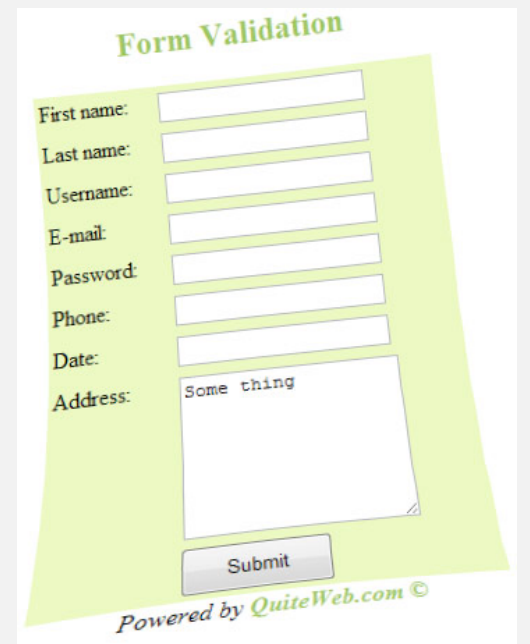 Form Validation
First name:
Last name:
Username:
E-mail:
Password:
Phone:
Date:
Address:
Some thing
Submit
Powered by QuiteWeb.com ©